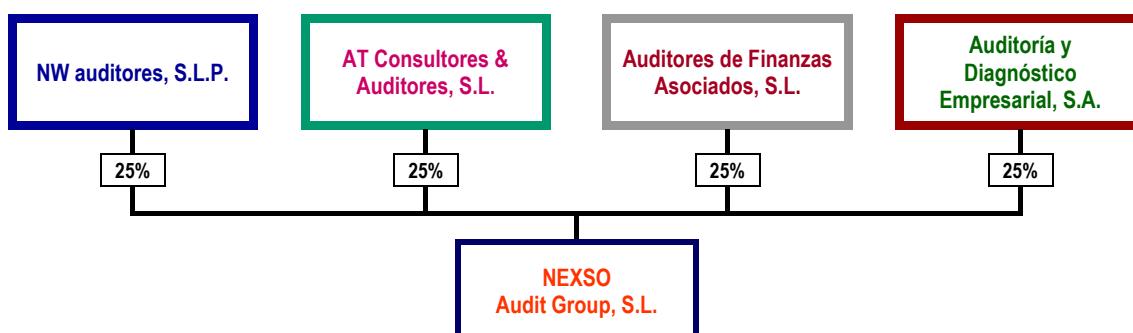 NW auditores, S.L.P.
AT Consultores &
Auditores, S.L.
Auditores de Finanzas
Asociados, S.L.
Auditoría y
Diagnóstico
Empresarial, S.A.
25%
25%
25%
25%
NEXSO
Audit Group, S.L.